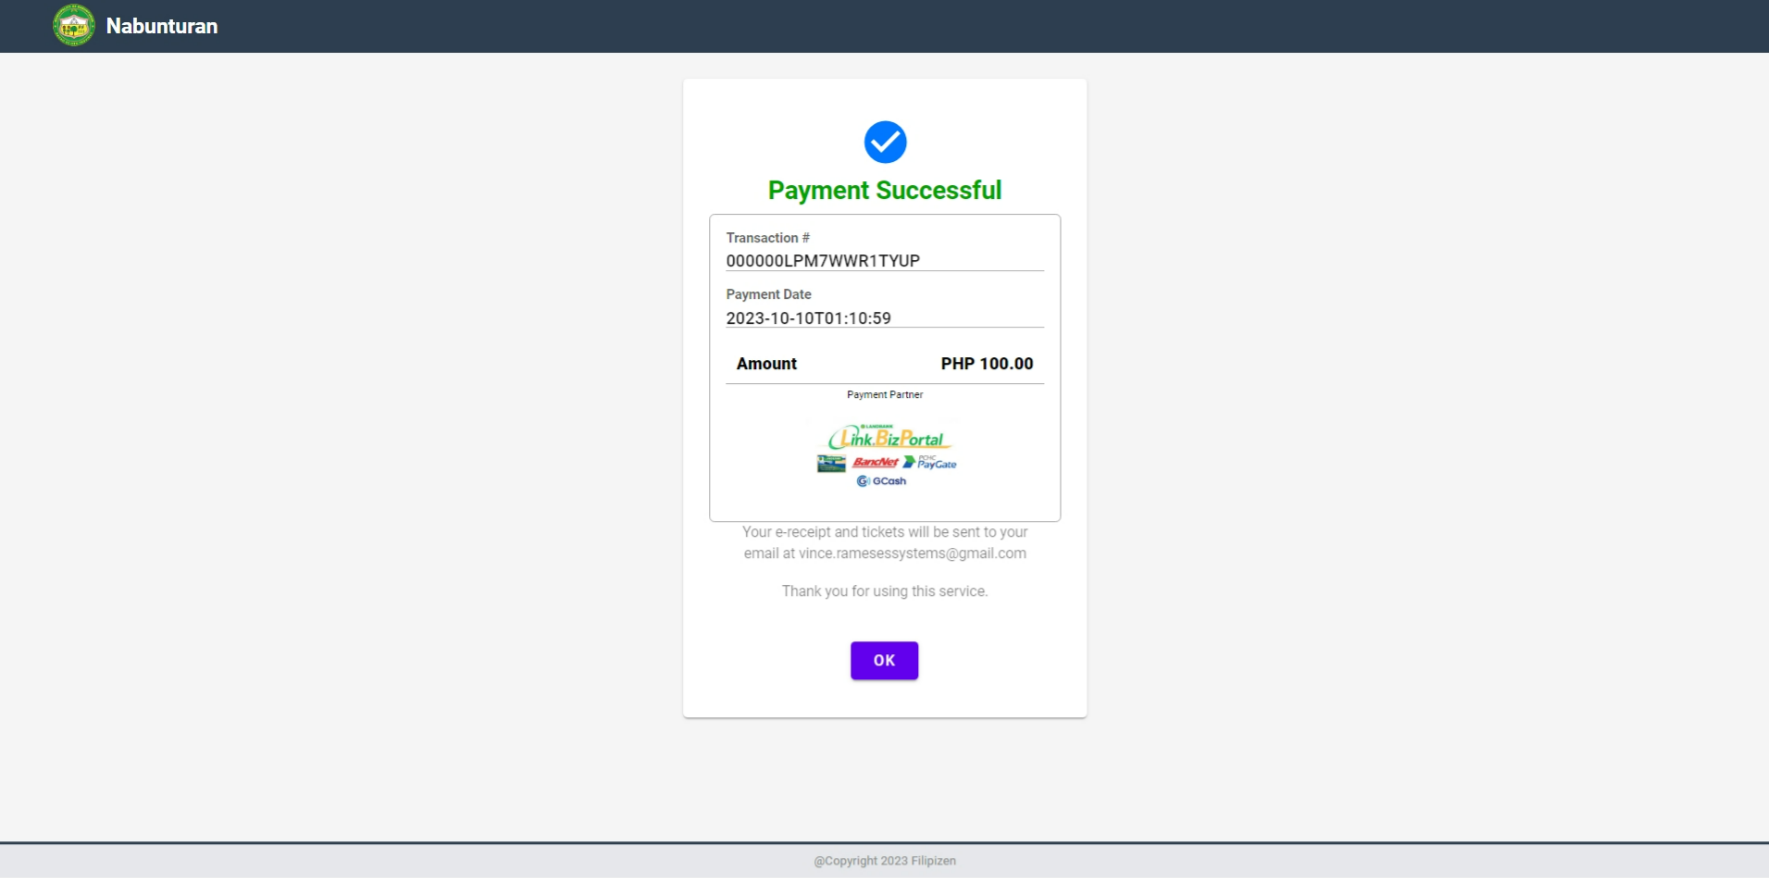 Nabunturan
Payment Successful
Transaction #
000000LPM7WWR1TYUP
Payment Date
2023-10-10T01:10:59
Amount PHP 100.00
Payment Partner
LANDBANK
Link.BizPortal
BancNet PCHC PayGate
GCash
Your e-receipt and tickets will be sent to your
email at vince.ramesessystems@gmail.com
Thank you for using this service.
OK
@Copyright 2023 Filipizen